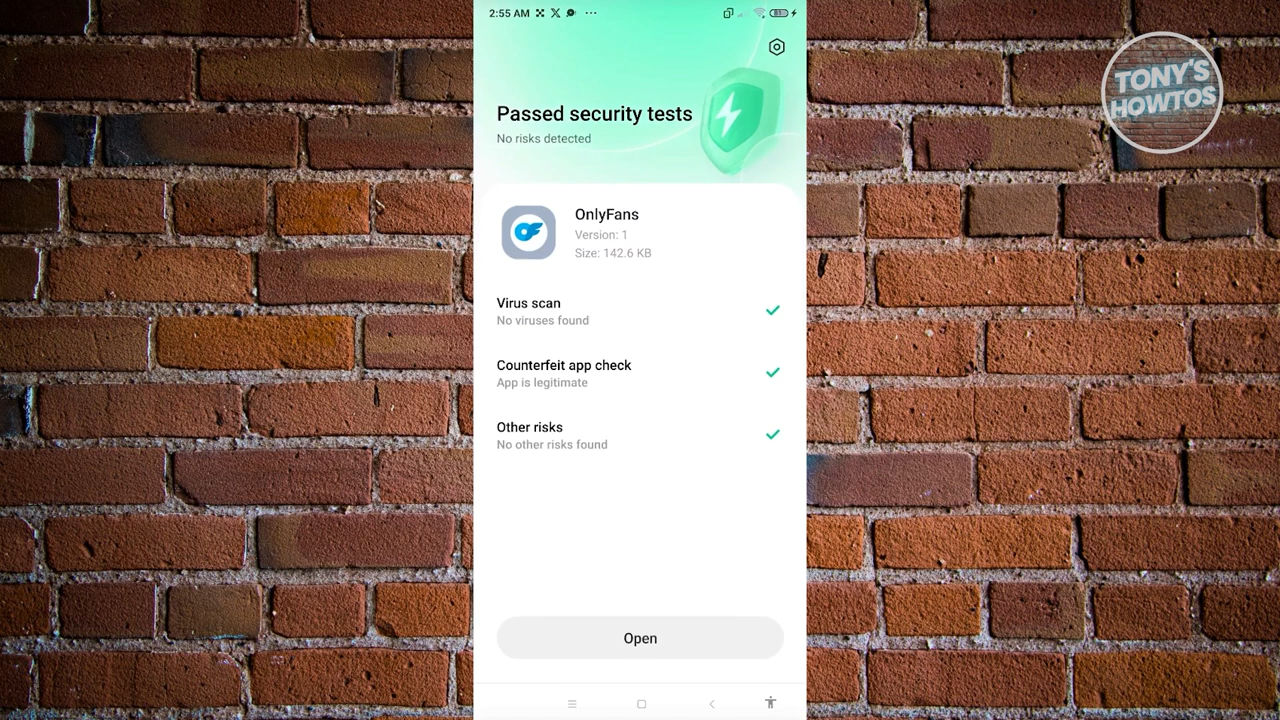 2:55 AM
TONY'S
HOWTOS
Passed security tests
No risks detected
OnlyFans
Version: 1
Size: 142.6 KB
Virus scan
No viruses found
Counterfeit app check
App is legitimate
Other risks
No other risks found
Open